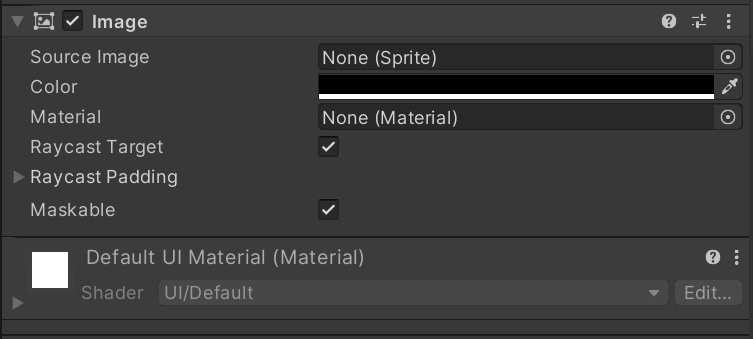 Image
Source Image None (Sprite)
Color
Material None (Material)
Raycast Target
Raycast Padding
Maskable
Default UI Material (Material)
Shader UI/Default Edit...